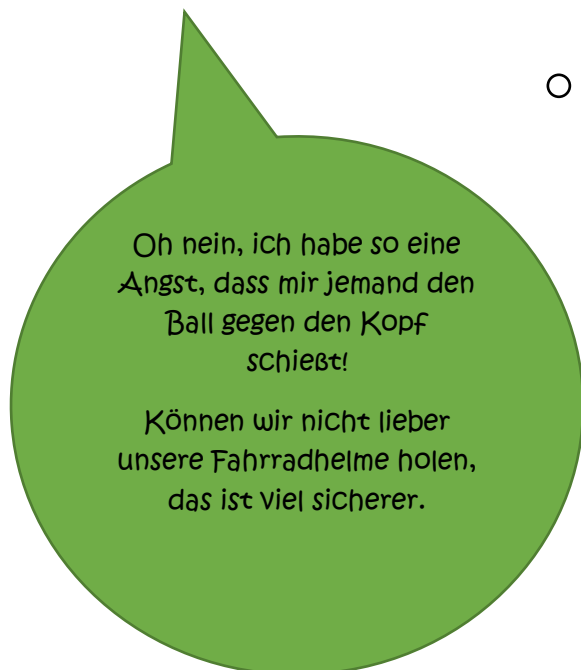 Oh nein, ich habe so eine
Angst, dass mir jemand den
Ball gegen den Kopf
schießt!
Können wir nicht lieber
unsere Fahrradhelme holen,
das ist viel sicherer.